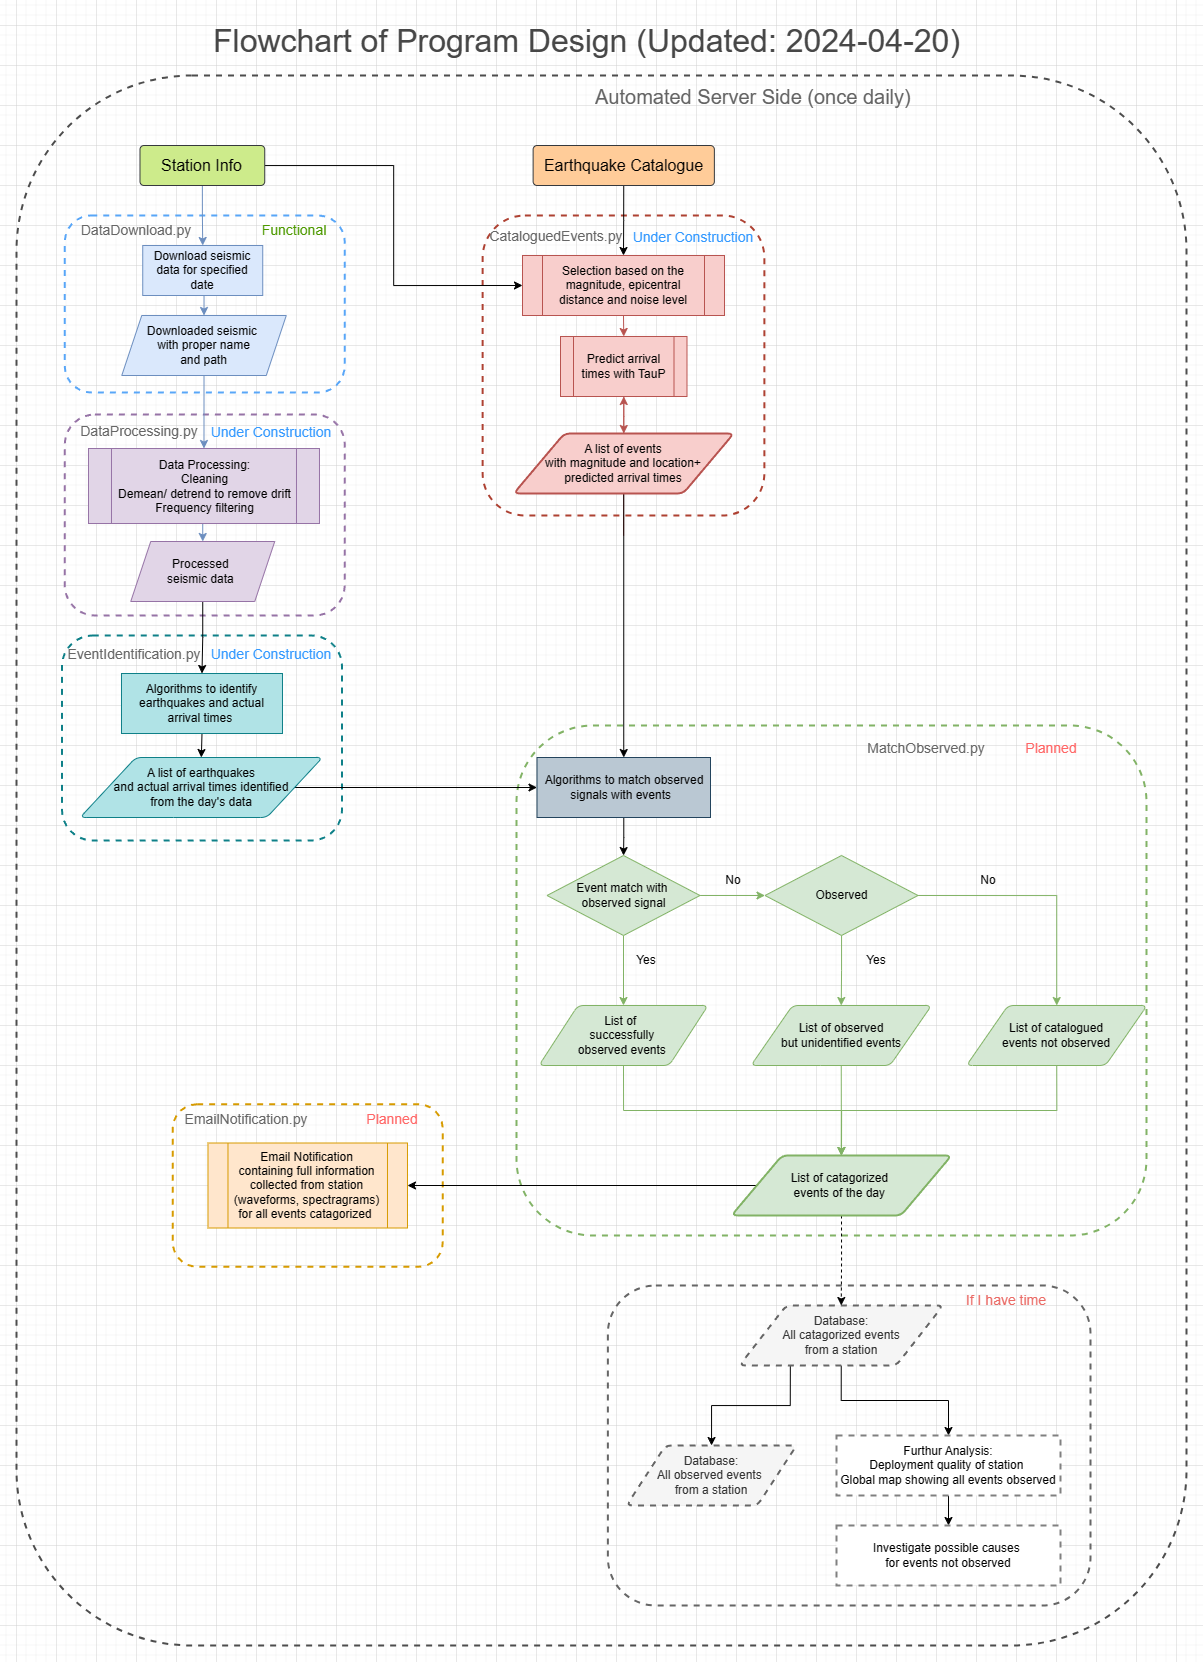 Flowchart of Program Design (Updated: 2024-04-20)
Automated Server Side (once daily)
Station Info
Earthquake Catalogue
DataDownload.py
Functional
Download seismic
data for specified
date
Downloaded seismic
with proper name
and path
CataloguedEvents.py
Under Construction
Selection based on the
magnitude, epicentral
distance and noise level
Predict arrival
times with TauP
A list of events
with magnitude and location+
predicted arrival times
DataProcessing.py
Under Construction
Data Processing:
Cleaning
Demean/ detrend to remove drift
Frequency filtering
Processed
seismic data
EventIdentification.py
Under Construction
Algorithms to identify
earthquakes and actual
arrival times
A list of earthquakes
and actual arrival times identified
from the day's data
MatchObserved.py
Planned
Algorithms to match observed
signals with events
Event match with
observed signal
No
Observed
No
Yes
Yes
List of
successfully
observed events
List of observed
but unidentified events
List of catalogued
events not observed
List of catagorized
events of the day
EmailNotification.py
Planned
Email Notification
containing full information
collected from station
(waveforms, spectragrams)
for all events catagorized
If I have time
Database:
All catagorized events
from a station
Database:
All observed events
from a station
Furthur Analysis:
Deployment quality of station
Global map showing all events observed
Investigate possible causes
for events not observed